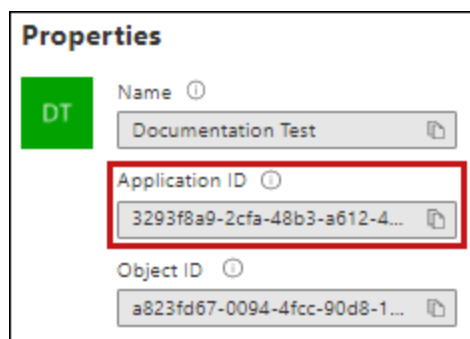 Properties
DT
Name
Documentation Test
Application ID
3293f8a9-2cfa-48b3-a612-4...
Object ID
a823fd67-0094-4fcc-90d8-1...